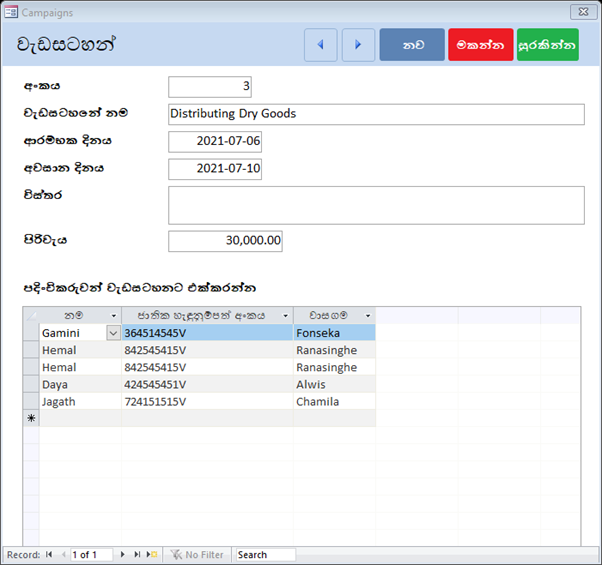 Campaigns
වැඩසටහන් නව මකන්න සුරකින්න
අංකය 3
වැඩසටහනේ නම Distributing Dry Goods
ආරම්භක දිනය 2021-07-06
අවසාන දිනය 2021-07-10
විස්තර
පිරිවැය 30,000.00
පදිංචිකරුවන් වැඩසටහනට එක්කරන්න
නම ජාතික හැඳුනුම්පත් අංකය වාසගම
Gamini 364514545V Fonseka
Hemal 842545415V Ranasinghe
Hemal 842545415V Ranasinghe
Daya 424545451V Alwis
Jagath 724151515V Chamila
Record: 1 of 1 No Filter Search